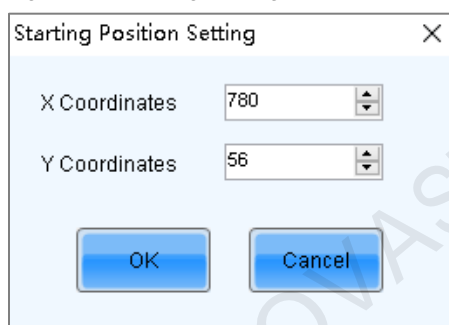 Starting Position Setting
X Coordinates 780
Y Coordinates 56
OK Cancel